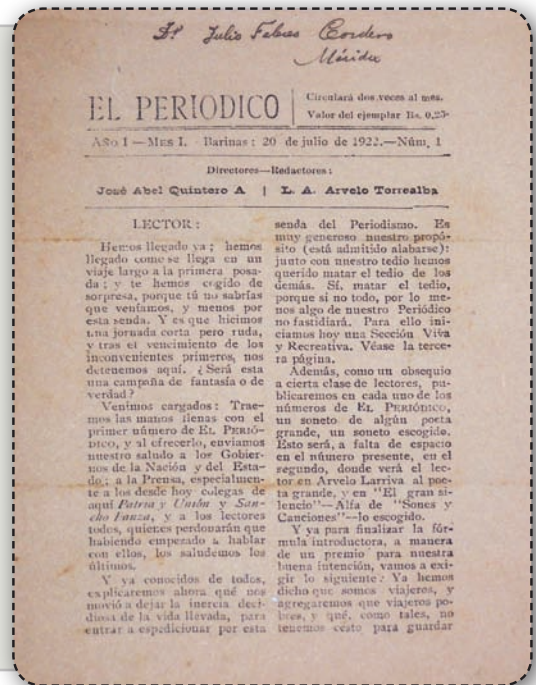 Dr Julio Febres Cordero
Mérida
EL PERIODICO
Circulará dos veces al mes.
Valor del ejemplar Bs. 0,25
AÑO I — MES I. Barinas: 20 de julio de 1922.—Núm, 1
Directores—Redactores:
José Abel Quintero A | L. A. Arvelo Torrealba
LECTOR:
Hemos llegado ya; hemos
llegado como se llega en un
viaje largo a la primera posa-
da; y te hemos cogido de
sorpresa, porque tú no sabías
que veníamos, y menos por
esta senda. Y es que hicimos
una jornada corta pero ruda,
y tras el vencimiento de los
inconvenientes primeros, nos
detenemos aquí. ¿Será esta
una campaña de fantasía o de
verdad?
Venimos cargados: Trae-
mos las manos llenas con el
primer número de EL PERIÓ-
DICO, y al ofrecerlo, enviamos
nuestro saludo a los Gobier-
nos de la Nación y del Esta-
do; a la Prensa, especialmen-
te a los desde hoy colegas de
aquí Patria y Unión y San-
cho Panza, y a los lectores
todos, quienes perdonarán que
habiendo empezado a hablar
con ellos, los saludemos los
últimos.
Y ya conocidos de todos,
explicaremos ahora qué nos
movió a dejar la inercia deci-
diosa de la vida llevada, para
entrar a espedicionar por esta
senda del Periodismo. Es
muy generoso nuestro propó-
sito (está admitido alabarse):
junto con nuestro tedio hemos
querido matar el tedio de los
demás. Sí, matar el tedio,
porque si no todo, por lo me-
nos algo de nuestro Periódico
no fastidiará. Para ello ini-
ciamos hoy una Sección Viva
y Recreativa. Véase la terce-
ra página.
Además, como un obsequio
a cierta clase de lectores, pu-
blicaremos en cada uno de los
números de EL PERIÓDICO,
un soneto de algún poeta
grande, un soneto escogido.
Esto será, a falta de espacio
en el número presente, en el
segundo, donde verá el lec-
tor en Arvelo Larriva al poe-
ta grande, y en "El gran si-
lencio"—Alfa de "Sones y
Canciones"—lo escogido.
Y ya para finalizar la fór-
mula introductora, a manera
de un premio para nuestra
buena intención, vamos a exi-
gir lo siguiente: Ya hemos
dicho que somos viajeros, y
agregaremos que viajeros po-
bres, y qué, como tales, no
tenemos cesto para guardar